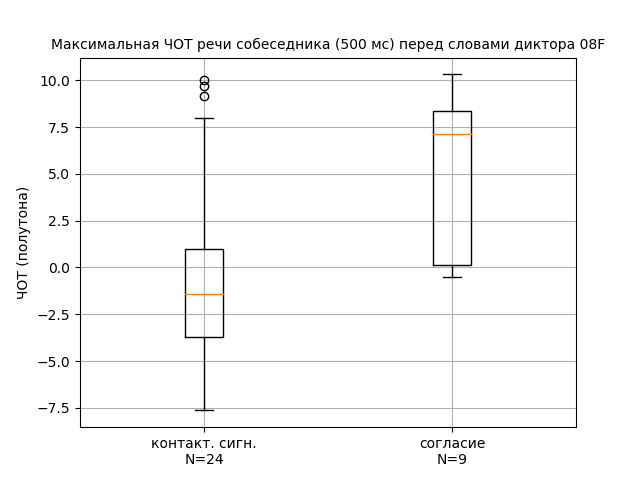 Максимальная ЧОТ речи собеседника (500 мс) перед словами диктора 08F
ЧОТ (полутона)
10.0
7.5
5.0
2.5
0.0
−2.5
−5.0
−7.5
контакт. сигн.
N=24
согласие
N=9